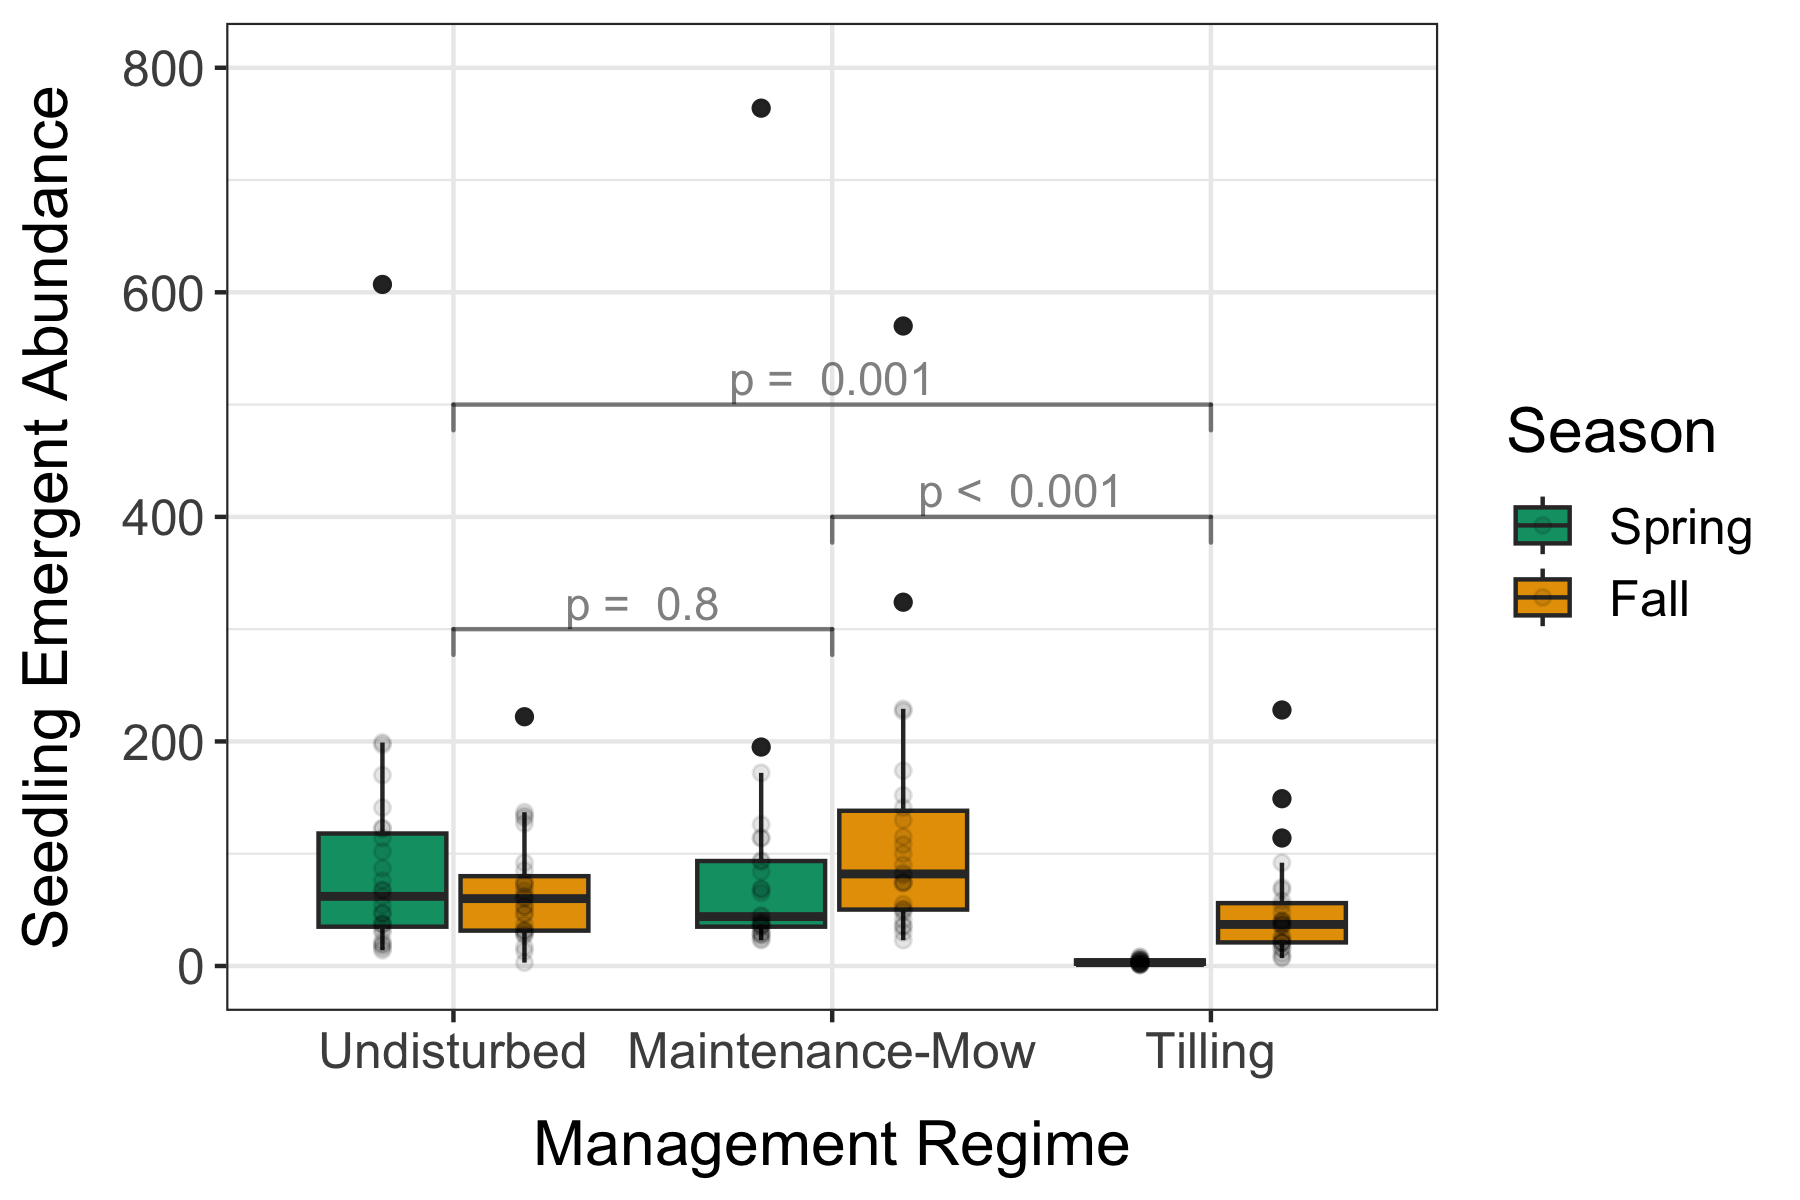 Seedling Emergent Abundance
800
600
400
200
0
p = 0.001
p < 0.001
p = 0.8
Undisturbed
Maintenance-Mow
Tilling
Management Regime
Season
Spring
Fall